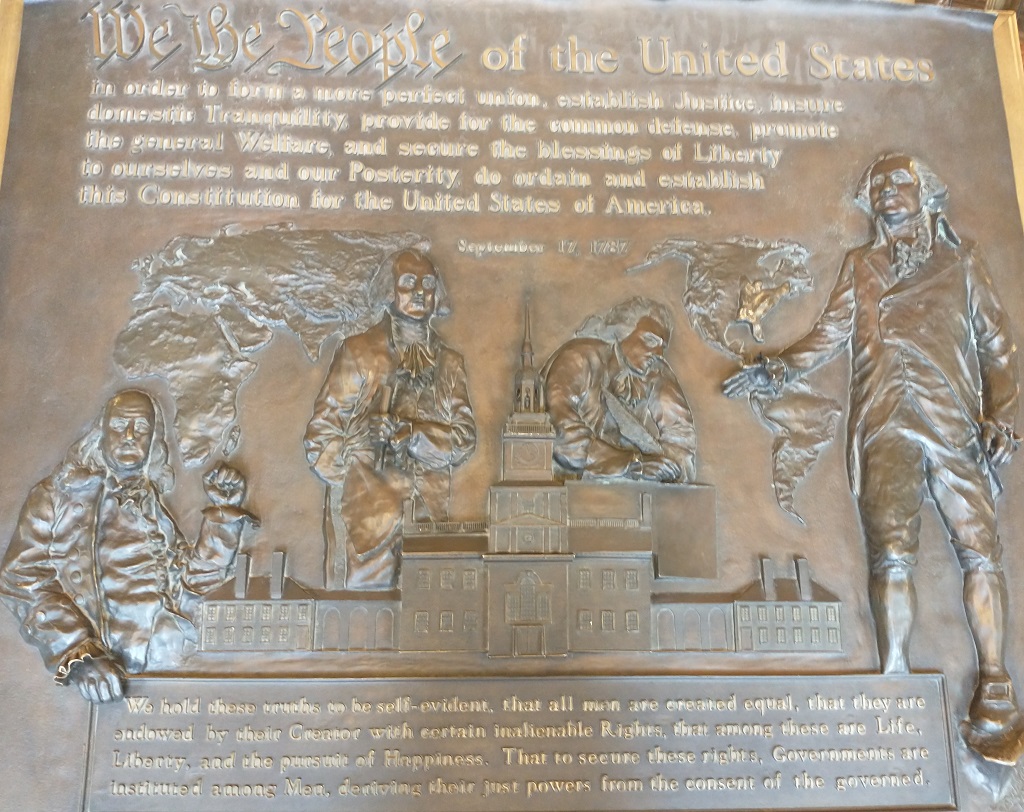 We the People of the United States
in order to form a more perfect union, establish Justice, insure
domestic Tranquility, provide for the common defense, promote
the general Welfare, and secure the blessings of Liberty
to ourselves and our Posterity, do ordain and establish
this Constitution for the United States of America.
September 17, 1787
We hold these truths to be self-evident, that all men are created equal, that they are
endowed by their Creator with certain inalienable Rights, that among these are Life,
Liberty, and the pursuit of Happiness. That to secure these rights, Governments are
instituted among Men, deriving their just powers from the consent of the governed.